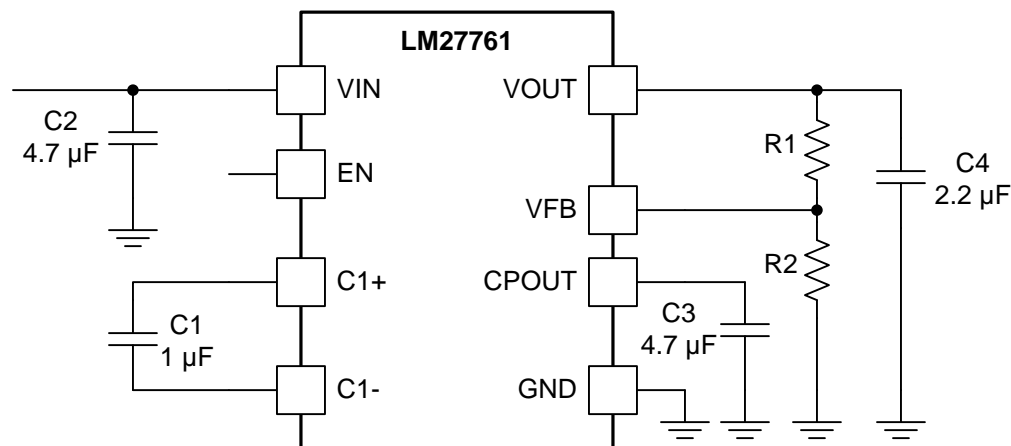 LM27761
VIN
VOUT
C2
4.7 µF
R1
EN
C4
2.2 µF
VFB
R2
C1+
CPOUT
C1
1 µF
C3
4.7 µF
C1-
GND